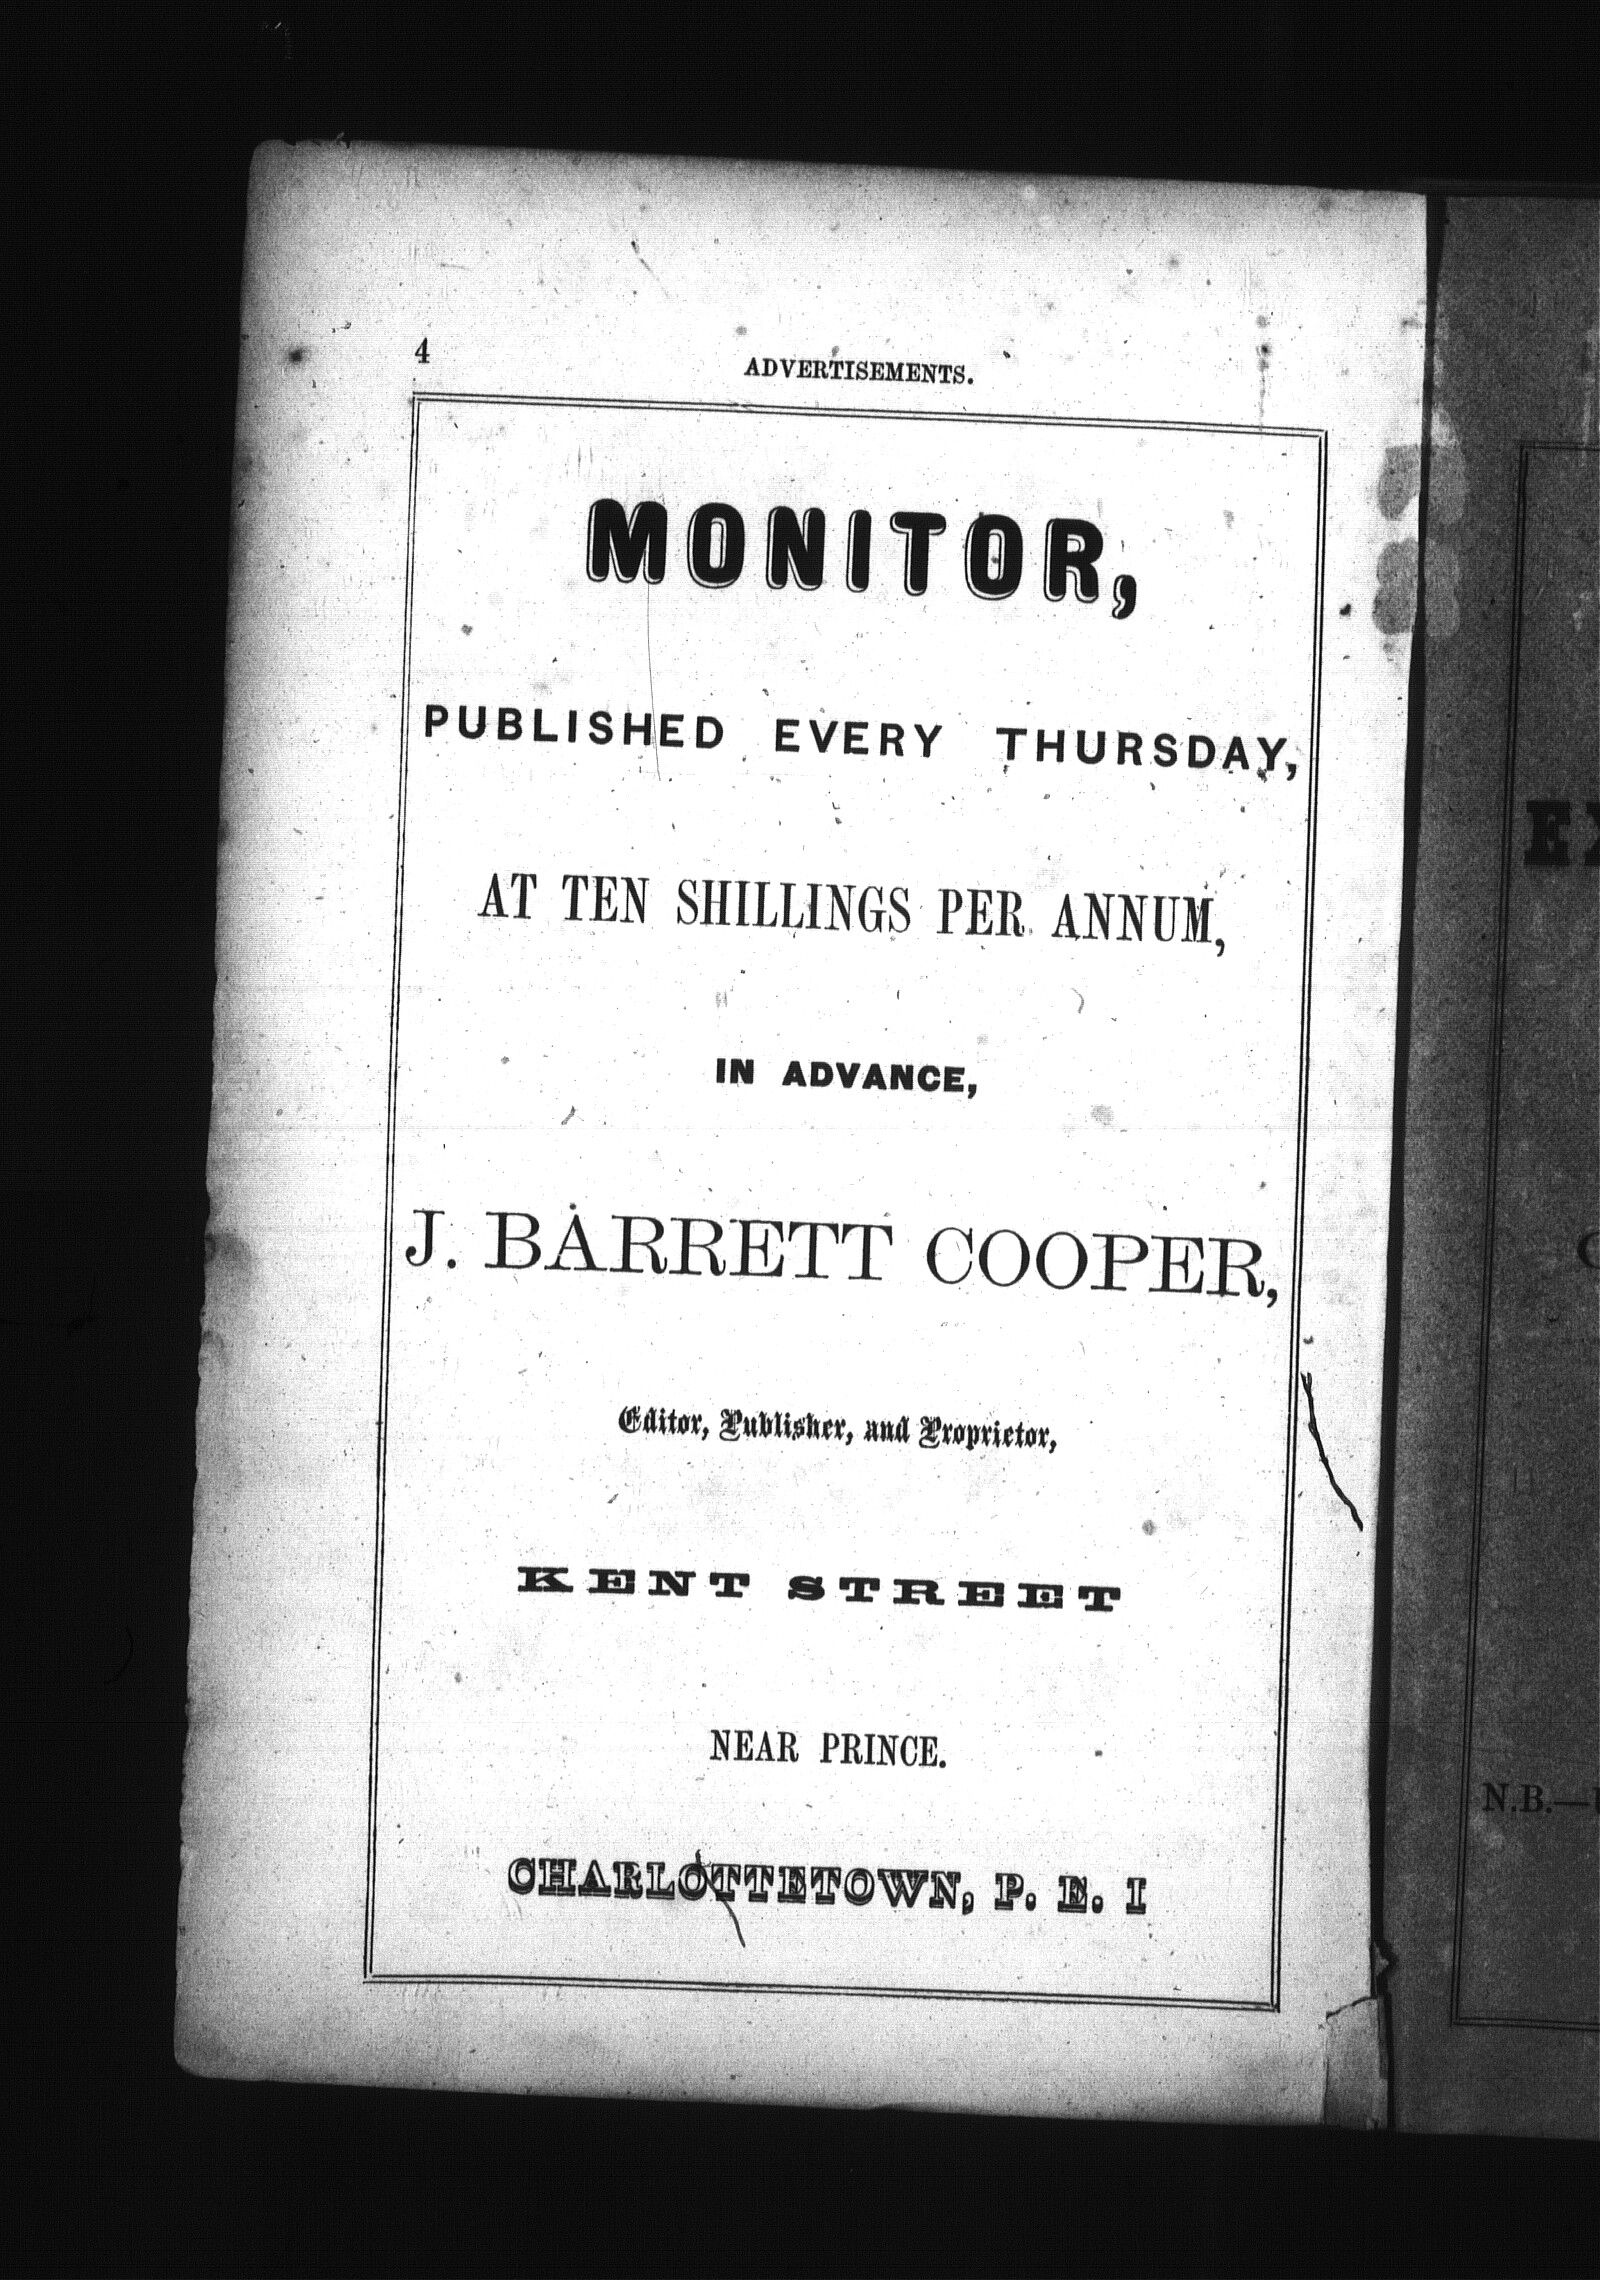 4
ADVERTISEMENTS.
MONITOR,
PUBLISHED EVERY THURSDAY,
AT TEN SHILLINGS PER ANNUM,
IN ADVANCE,
J. BARRETT COOPER,
Editor, Publisher, and Proprietor,
KENT STREET
NEAR PRINCE.
CHARLOTTETOWN, P. E. I
N.B.—